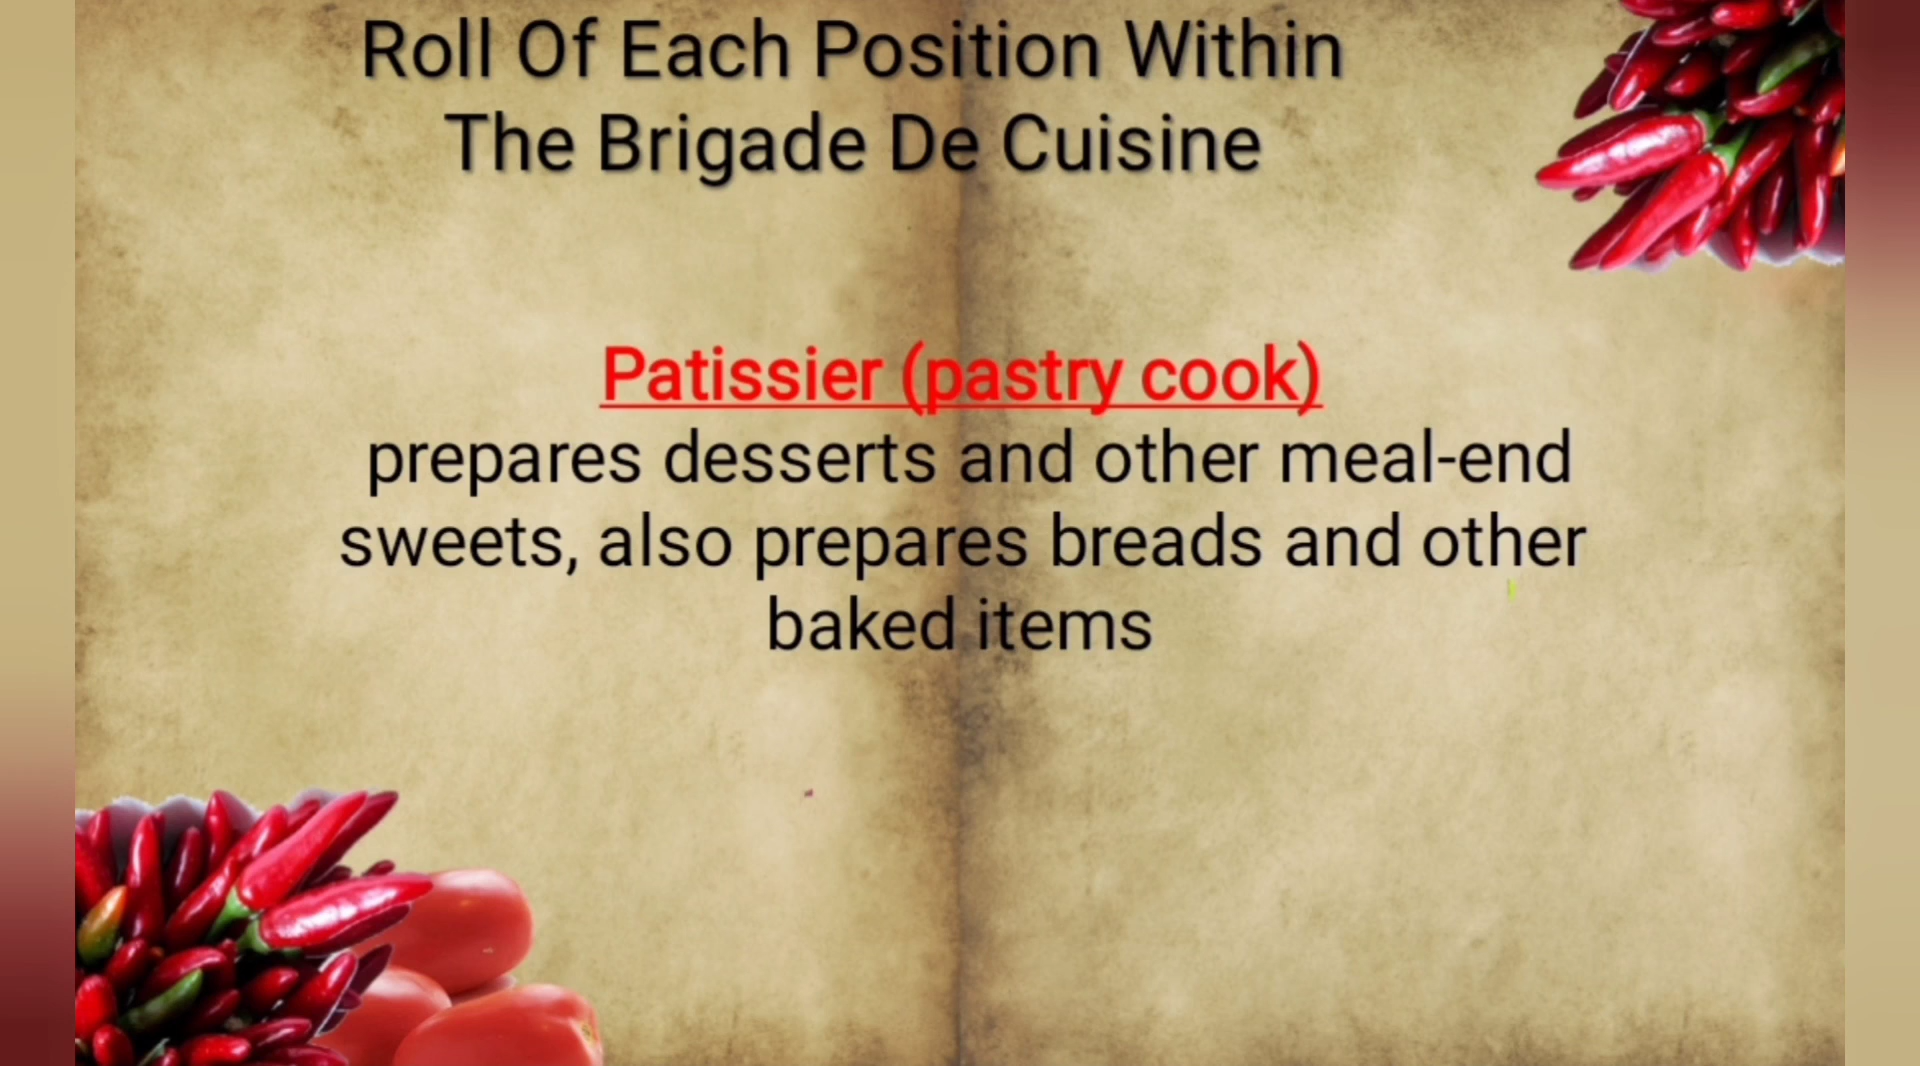 Roll Of Each Position Within
The Brigade De Cuisine
Patissier (pastry cook)
prepares desserts and other meal-end
sweets, also prepares breads and other
baked items